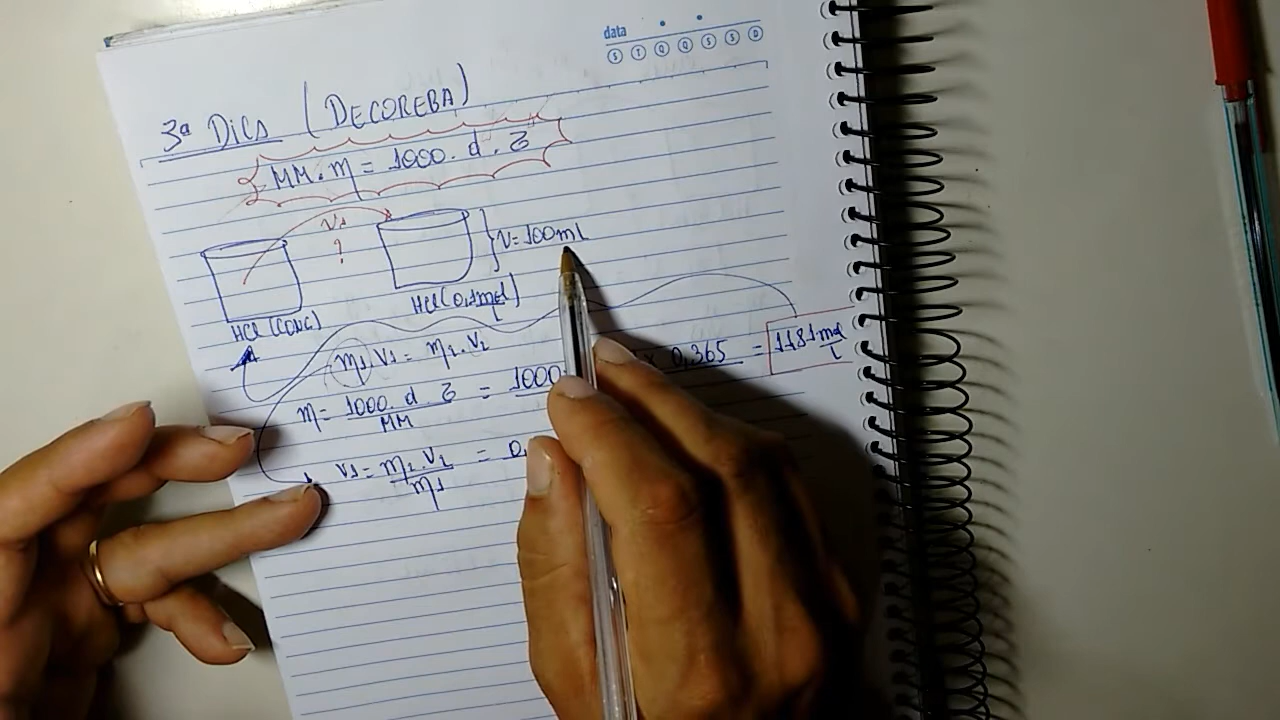 data
S T Q Q S S D
3ª DICA (DECOREBA)
MM . m = 1000 . d . T
V1
?
V = 100 ml
HCl (CONC)
HCl (0,1 mol/L)
m1 . V1 = m2 . V2
m = 1000 . d . T / MM = 1000 x 0,365 = 11,81 mol/L
V1 = m2 . V2 / m1 = 0,